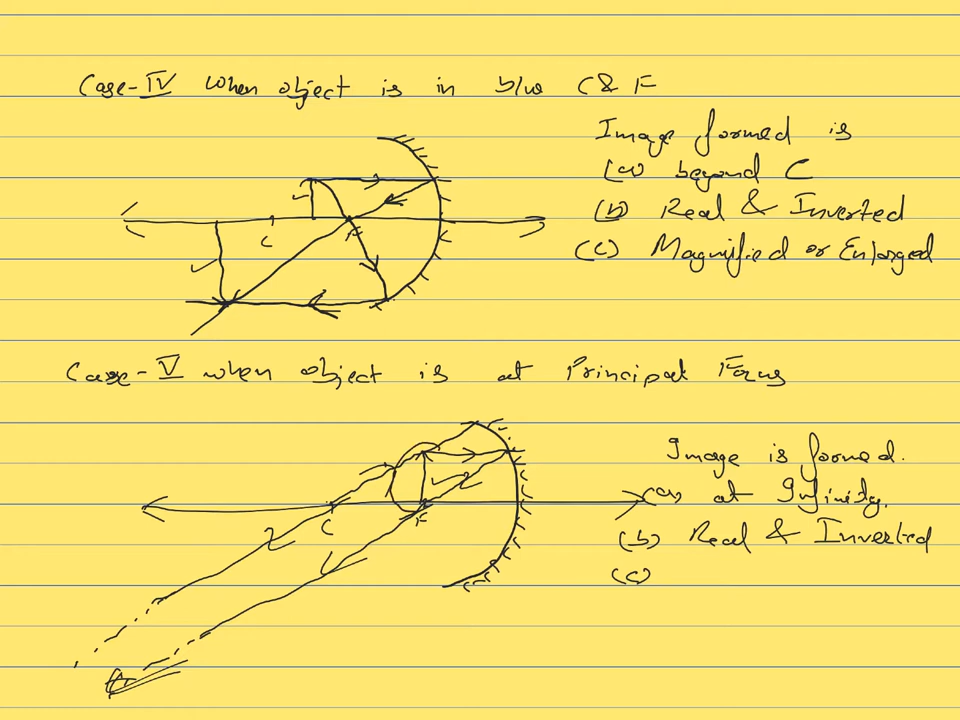 Case-IV When object is in b/w C & F
Image formed is
(a) beyond C
(b) Real & Inverted
(c) Magnified or Enlarged
C
F
Case-V when object is at Principal Focus
Image is formed.
(a) at Infinity.
(b) Real & Inverted
(c)
C
F